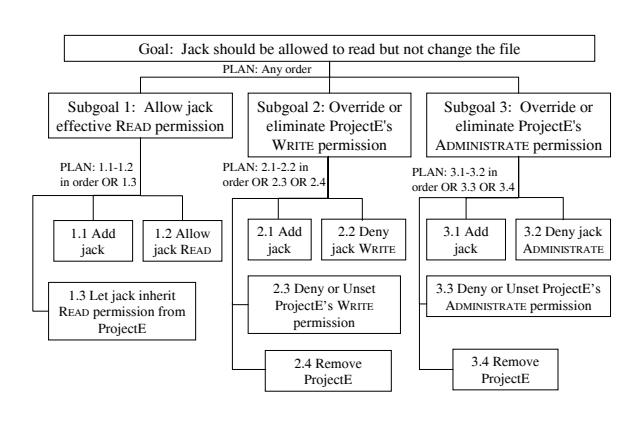 Goal:  Jack should be allowed to read but not change the file
PLAN: Any order
Subgoal 1:  Allow jack
effective READ permission
Subgoal 2: Override or
eliminate ProjectE's
WRITE permission
Subgoal 3:  Override or
eliminate ProjectE's
ADMINISTRATE permission
PLAN: 1.1-1.2
in order OR 1.3
PLAN: 2.1-2.2 in
order OR 2.3 OR 2.4
PLAN: 3.1-3.2 in
order OR 3.3 OR 3.4
1.1 Add
jack
1.2 Allow
jack READ
2.1 Add
jack
2.2 Deny
jack WRITE
3.1 Add
jack
3.2 Deny jack
ADMINISTRATE
1.3 Let jack inherit
READ permission from
ProjectE
2.3 Deny or Unset
ProjectE's WRITE
permission
3.3 Deny or Unset ProjectE's
ADMINISTRATE permission
2.4 Remove
ProjectE
3.4 Remove
ProjectE